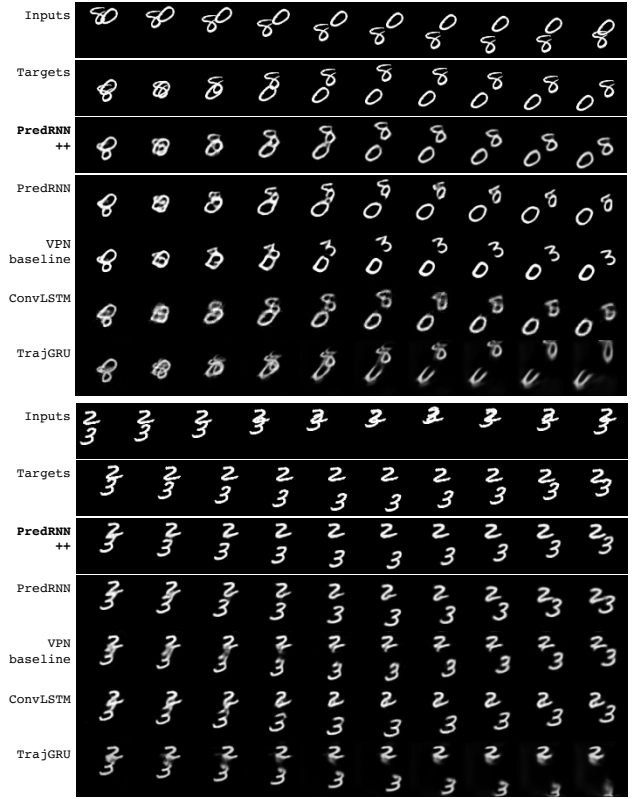 Inputs
Targets
PredRNN
++
PredRNN
VPN
baseline
ConvLSTM
TrajGRU
Inputs
Targets
PredRNN
++
PredRNN
VPN
baseline
ConvLSTM
TrajGRU